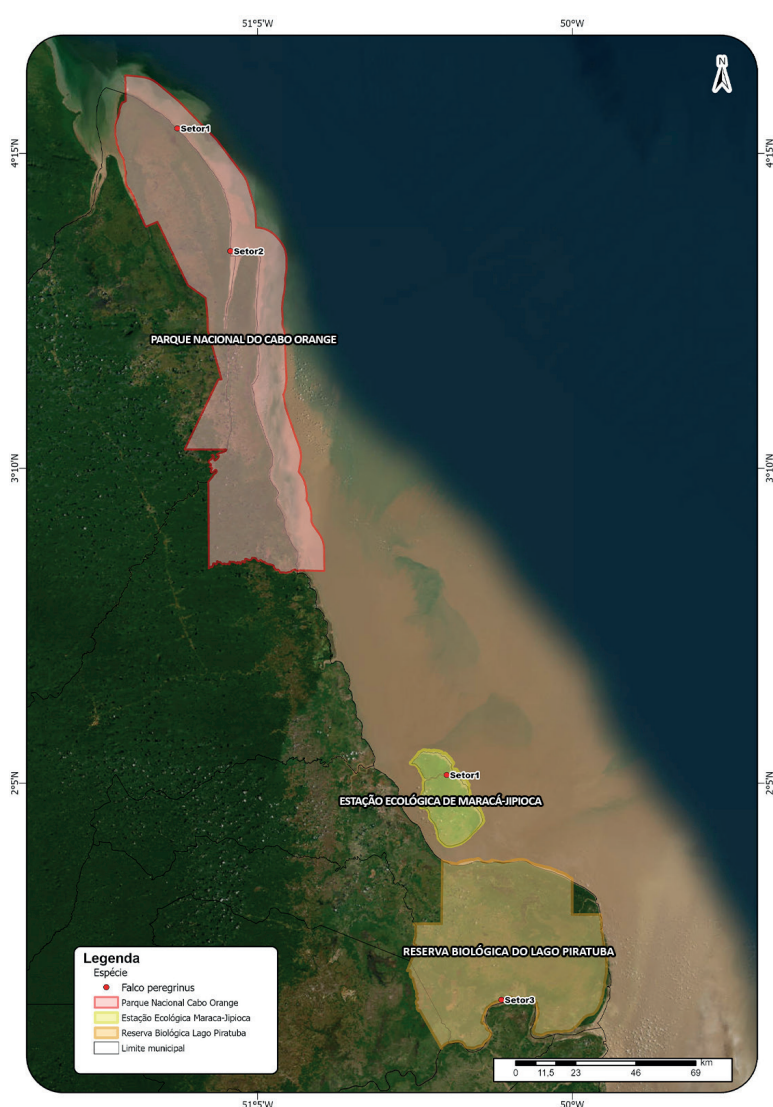 51°5'W
50°W
N
4°15'N
4°15'N
Setor1
Setor2
PARQUE NACIONAL DO CABO ORANGE
3°10'N
3°10'N
2°5'N
2°5'N
Setor1
ESTAÇÃO ECOLÓGICA DE MARACÁ-JIPIOCA
RESERVA BIOLÓGICA DO LAGO PIRATUBA
Setor3
Legenda
Espécie
Falco peregrinus
Parque Nacional Cabo Orange
Estação Ecológica Maraca-Jipioca
Reserva Biológica Lago Piratuba
Limite municipal
km
0 11,5 23 46 69
51°5'W
50°W